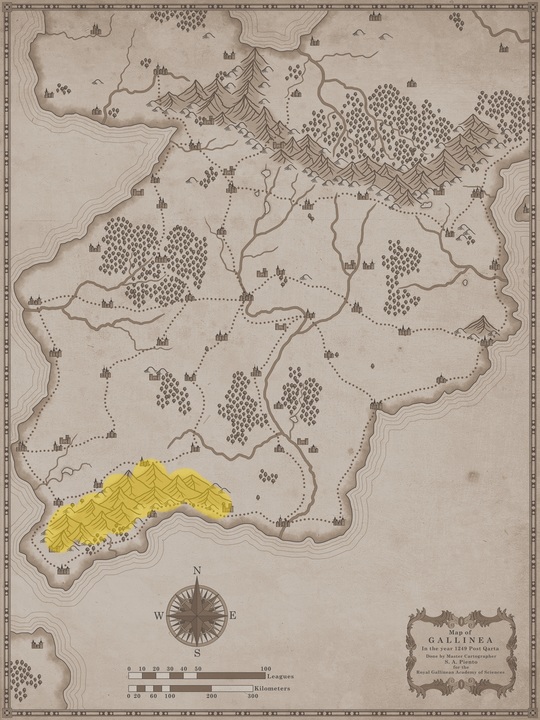 N
W
E
S
0 10 20 30 40 50 100
Leagues
Kilometers
0 20 60 100 200 300
Map of
GALLINEA
In the year 1249 Post Qarta
Done by Master Cartographer
S. A. Piente
for the
Royal Gallinean Academy of Sciences